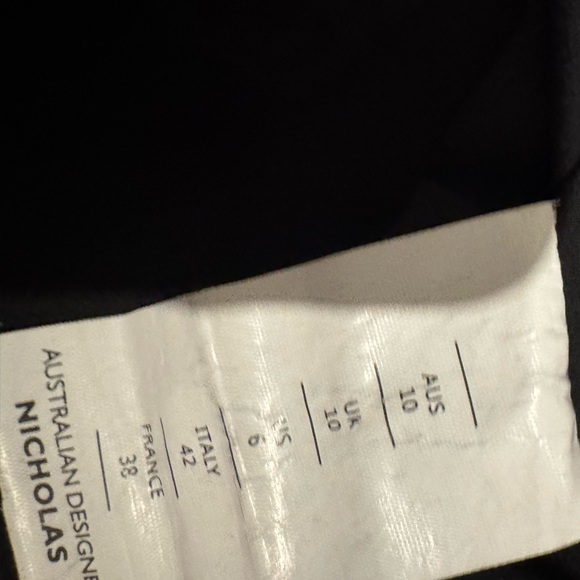 AUS
10
UK
10
US
6
ITALY
42
FRANCE
38
AUSTRALIAN DESIGNE
NICHOLAS